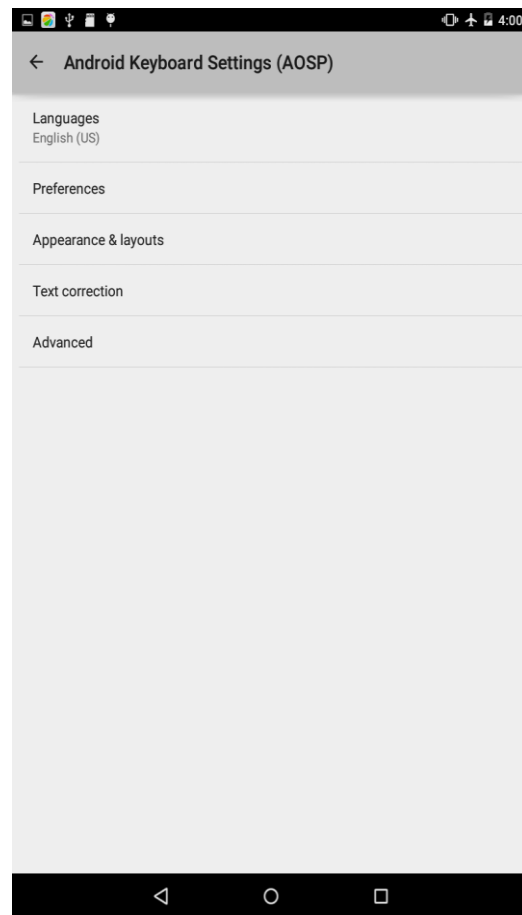 4:00
Android Keyboard Settings (AOSP)
Languages
English (US)
Preferences
Appearance & layouts
Text correction
Advanced